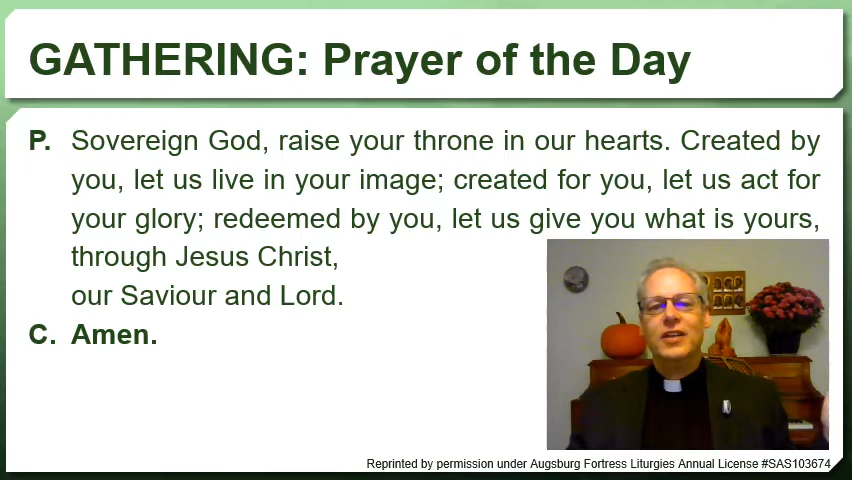 GATHERING: Prayer of the Day
P. Sovereign God, raise your throne in our hearts. Created by
you, let us live in your image; created for you, let us act for
your glory; redeemed by you, let us give you what is yours,
through Jesus Christ,
our Saviour and Lord.
C. Amen.
Reprinted by permission under Augsburg Fortress Liturgies Annual License #SAS103674